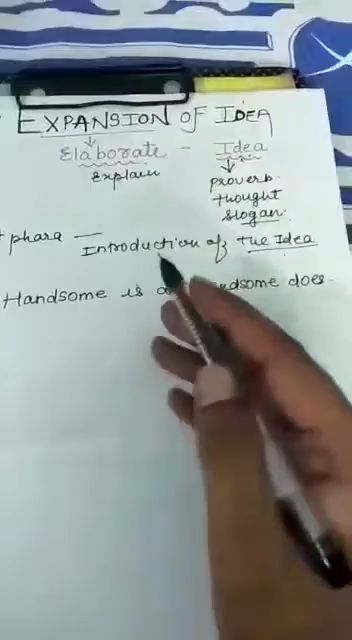 EXPANSION OF IDEA
Elaborate - Idea
Explain
proverb
thought
slogan.
phara — Introduction of the Idea
Handsome is does.